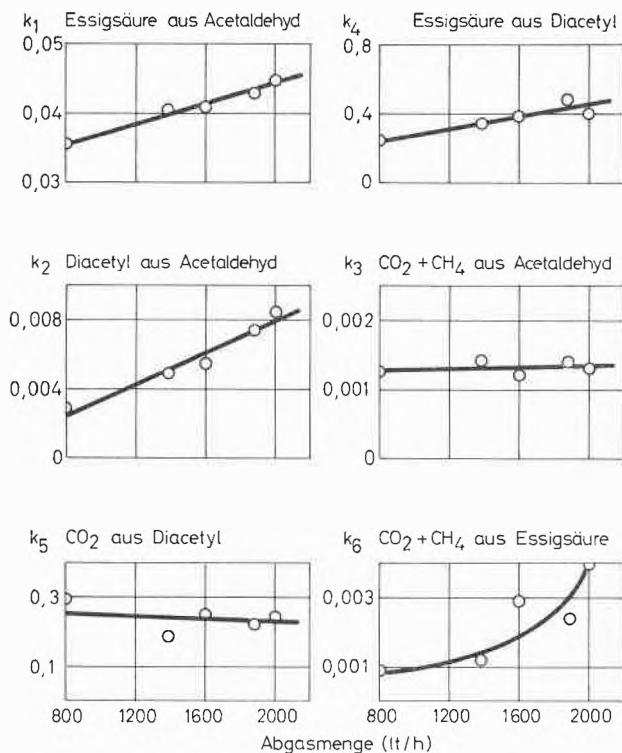 k1 Essigsäure aus Acetaldehyd
0,05
0,04
0,03
k4 Essigsäure aus Diacetyl
0,8
0,4
0
k2 Diacetyl aus Acetaldehyd
0,008
0,004
0
k3 CO2 + CH4 aus Acetaldehyd
0,002
0,001
0
k5 CO2 aus Diacetyl
0,3
0,1
800 1200 1600 2000
k6 CO2 + CH4 aus Essigsäure
0,003
0,001
800 1200 1600 2000
Abgasmenge (lt/h)